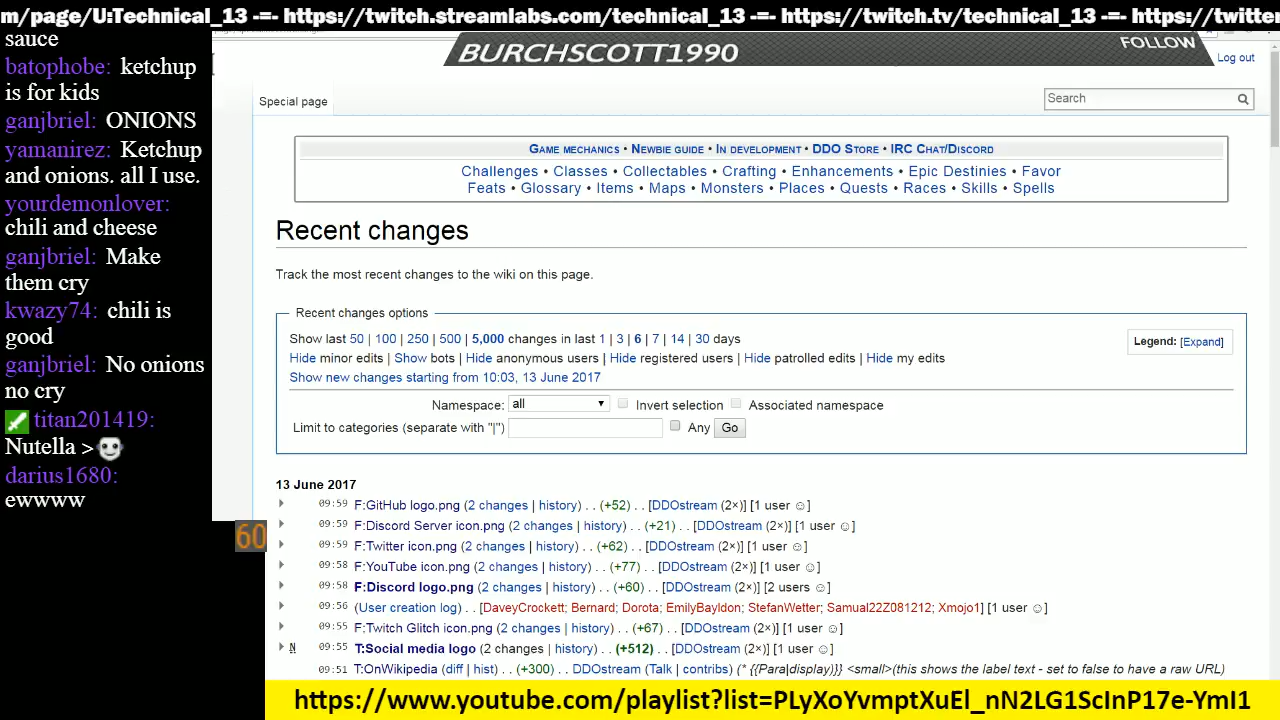 m/page/U:Technical_13 -=- https://twitch.streamlabs.com/technical_13 -=- https://twitch.tv/technical_13 -=- https://twitter
sauce
batophobe: ketchup
is for kids
ganjbriel: ONIONS
yamanirez: Ketchup
and onions. all I use.
yourdemonlover:
chili and cheese
ganjbriel: Make
them cry
kwazy74: chili is
good
ganjbriel: No onions
no cry
titan201419:
Nutella >
darius1680:
ewwww
60
BURCHSCOTT1990
FOLLOW
Log out
Special page
Search
Game mechanics • Newbie guide • In development • DDO Store • IRC Chat/Discord
Challenges • Classes • Collectables • Crafting • Enhancements • Epic Destinies • Favor
Feats • Glossary • Items • Maps • Monsters • Places • Quests • Races • Skills • Spells
Recent changes
Track the most recent changes to the wiki on this page.
Recent changes options
Show last 50 | 100 | 250 | 500 | 5,000 changes in last 1 | 3 | 6 | 7 | 14 | 30 days
Legend: [Expand]
Hide minor edits | Show bots | Hide anonymous users | Hide registered users | Hide patrolled edits | Hide my edits
Show new changes starting from 10:03, 13 June 2017
Namespace: all Invert selection Associated namespace
Limit to categories (separate with "|") Any Go
13 June 2017
09:59 F:GitHub logo.png (2 changes | history) . . (+52) . . [DDOstream (2×)] [1 user ☺]
09:59 F:Discord Server icon.png (2 changes | history) . . (+21) . . [DDOstream (2×)] [1 user ☺]
09:59 F:Twitter icon.png (2 changes | history) . . (+62) . . [DDOstream (2×)] [1 user ☺]
09:58 F:YouTube icon.png (2 changes | history) . . (+77) . . [DDOstream (2×)] [1 user ☺]
09:58 F:Discord logo.png (2 changes | history) . . (+60) . . [DDOstream (2×)] [2 users ☺]
09:56 (User creation log) . . [DaveyCrockett; Bernard; Dorota; EmilyBayldon; StefanWetter; Samual22Z081212; Xmojo1] [1 user ☺]
09:55 F:Twitch Glitch icon.png (2 changes | history) . . (+67) . . [DDOstream (2×)] [1 user ☺]
N 09:55 T:Social media logo (2 changes | history) . . (+512) . . [DDOstream (2×)] [1 user ☺]
09:51 T:OnWikipedia (diff | hist) . . (+300) . . DDOstream (Talk | contribs) (* {{Para|display}} <small>(this shows the label text - set to false to have a raw URL)
https://www.youtube.com/playlist?list=PLyXoYvmptXuEl_nN2LG1ScInP17e-YmI1